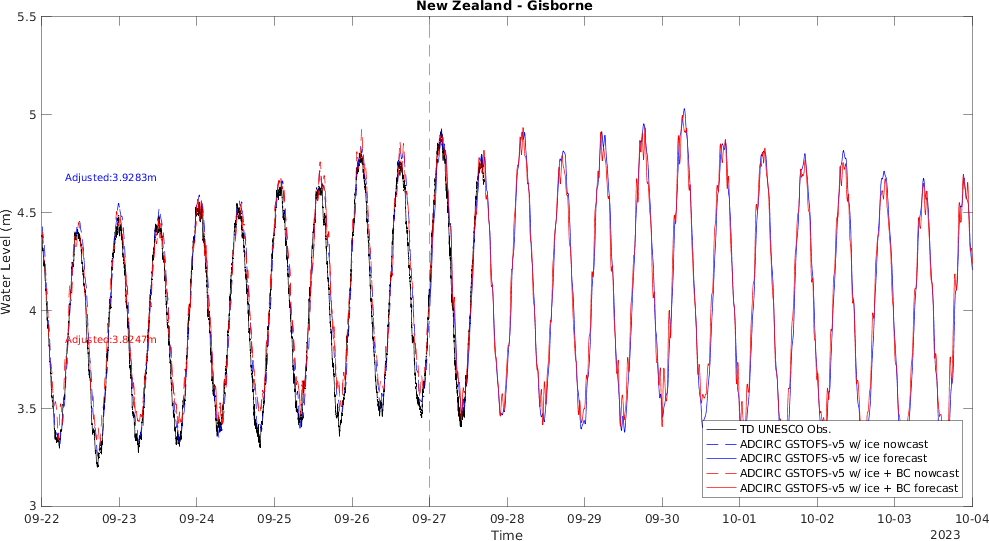 New Zealand - Gisborne
5.5
5
4.5
4
3.5
3
Water Level (m)
Adjusted:3.9283m
Adjusted:3.8247m
TD UNESCO Obs.
ADCIRC GSTOFS-v5 w/ ice nowcast
ADCIRC GSTOFS-v5 w/ ice forecast
ADCIRC GSTOFS-v5 w/ ice + BC nowcast
ADCIRC GSTOFS-v5 w/ ice + BC forecast
09-22 09-23 09-24 09-25 09-26 09-27 09-28 09-29 09-30 10-01 10-02 10-03 10-04
Time
2023